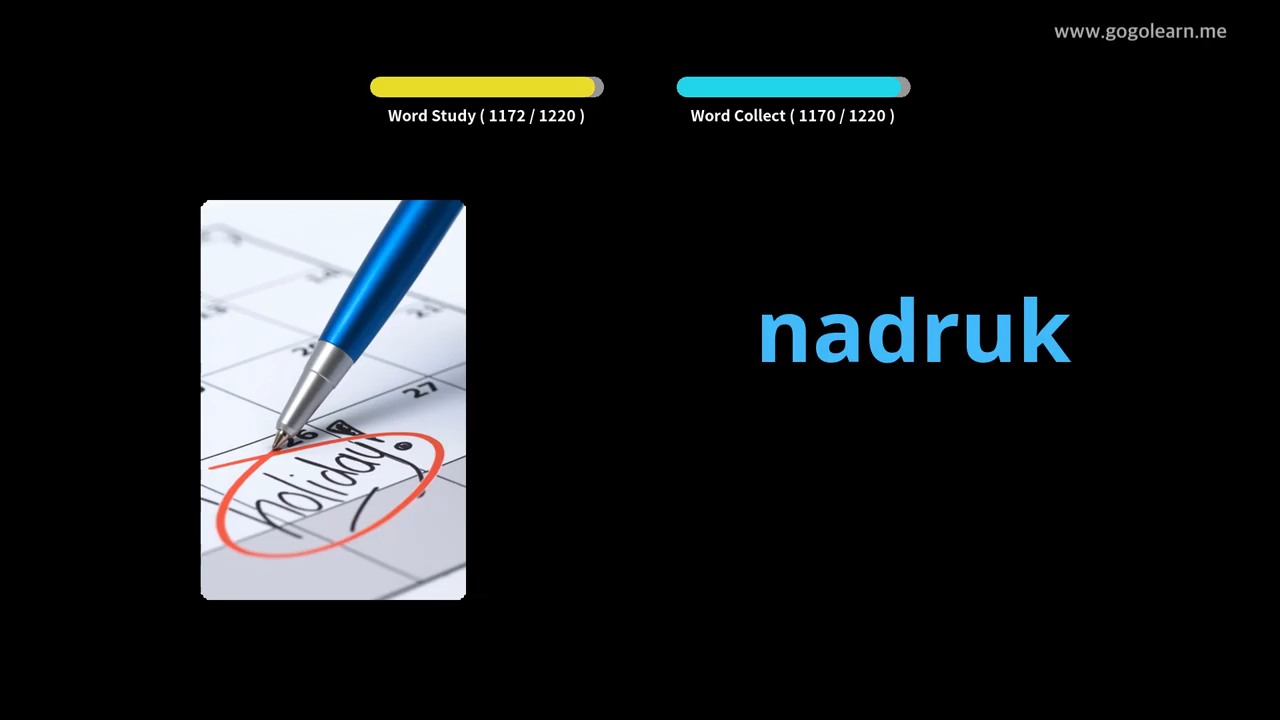 www.gogolearn.me
Word Study ( 1172 / 1220 )
Word Collect ( 1170 / 1220 )
nadruk
27
26
holiday!